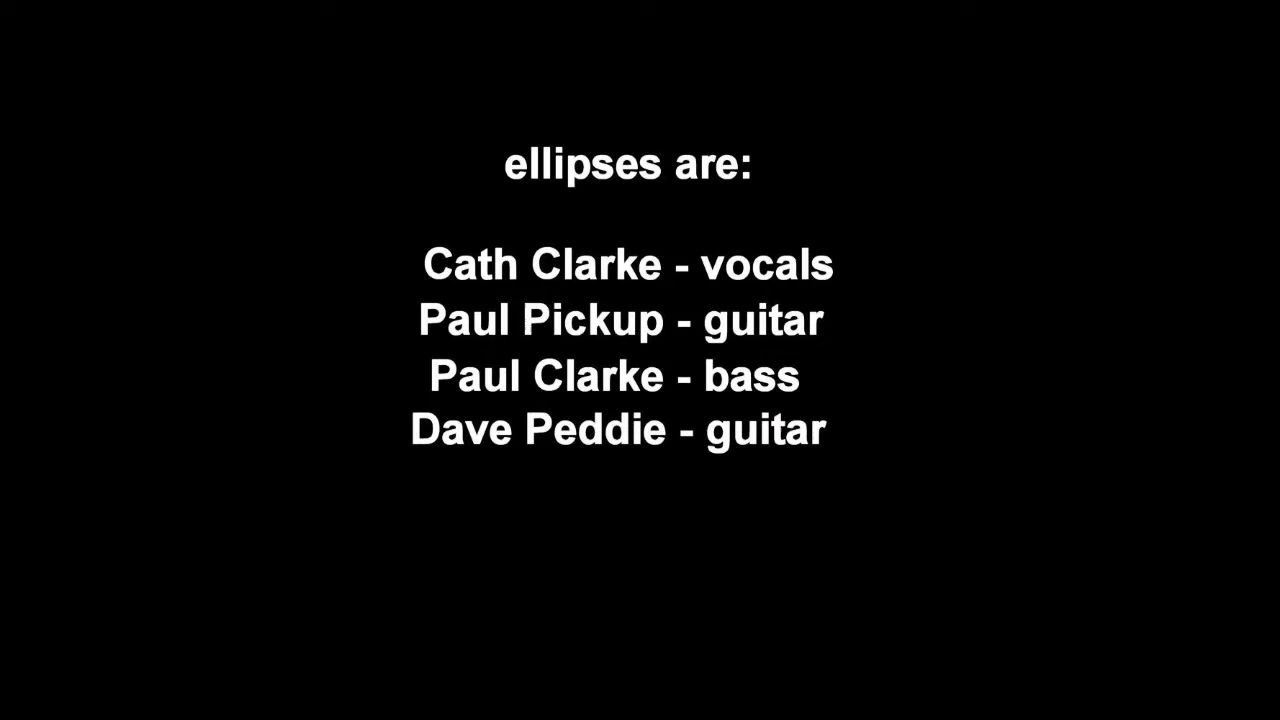 ellipses are:
Cath Clarke - vocals
Paul Pickup - guitar
Paul Clarke - bass
Dave Peddie - guitar